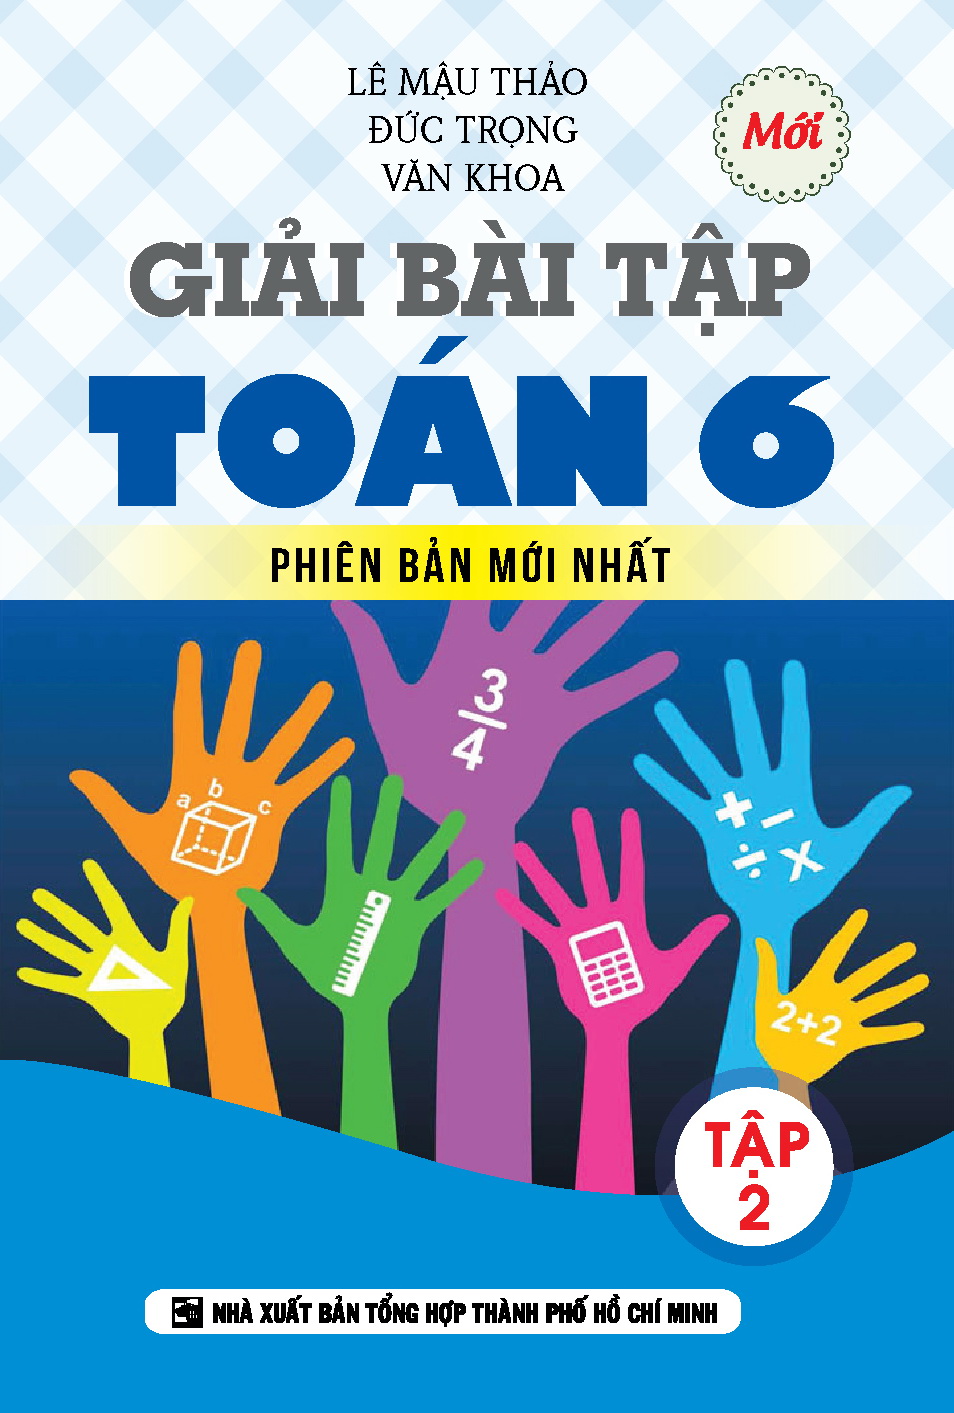 LÊ MẬU THẢO
ĐỨC TRỌNG
VĂN KHOA
Mới
GIẢI BÀI TẬP
TOÁN 6
PHIÊN BẢN MỚI NHẤT
3
4
a b c
+ −
÷ x
2+2
TẬP
2
NHÀ XUẤT BẢN TỔNG HỢP THÀNH PHỐ HỒ CHÍ MINH